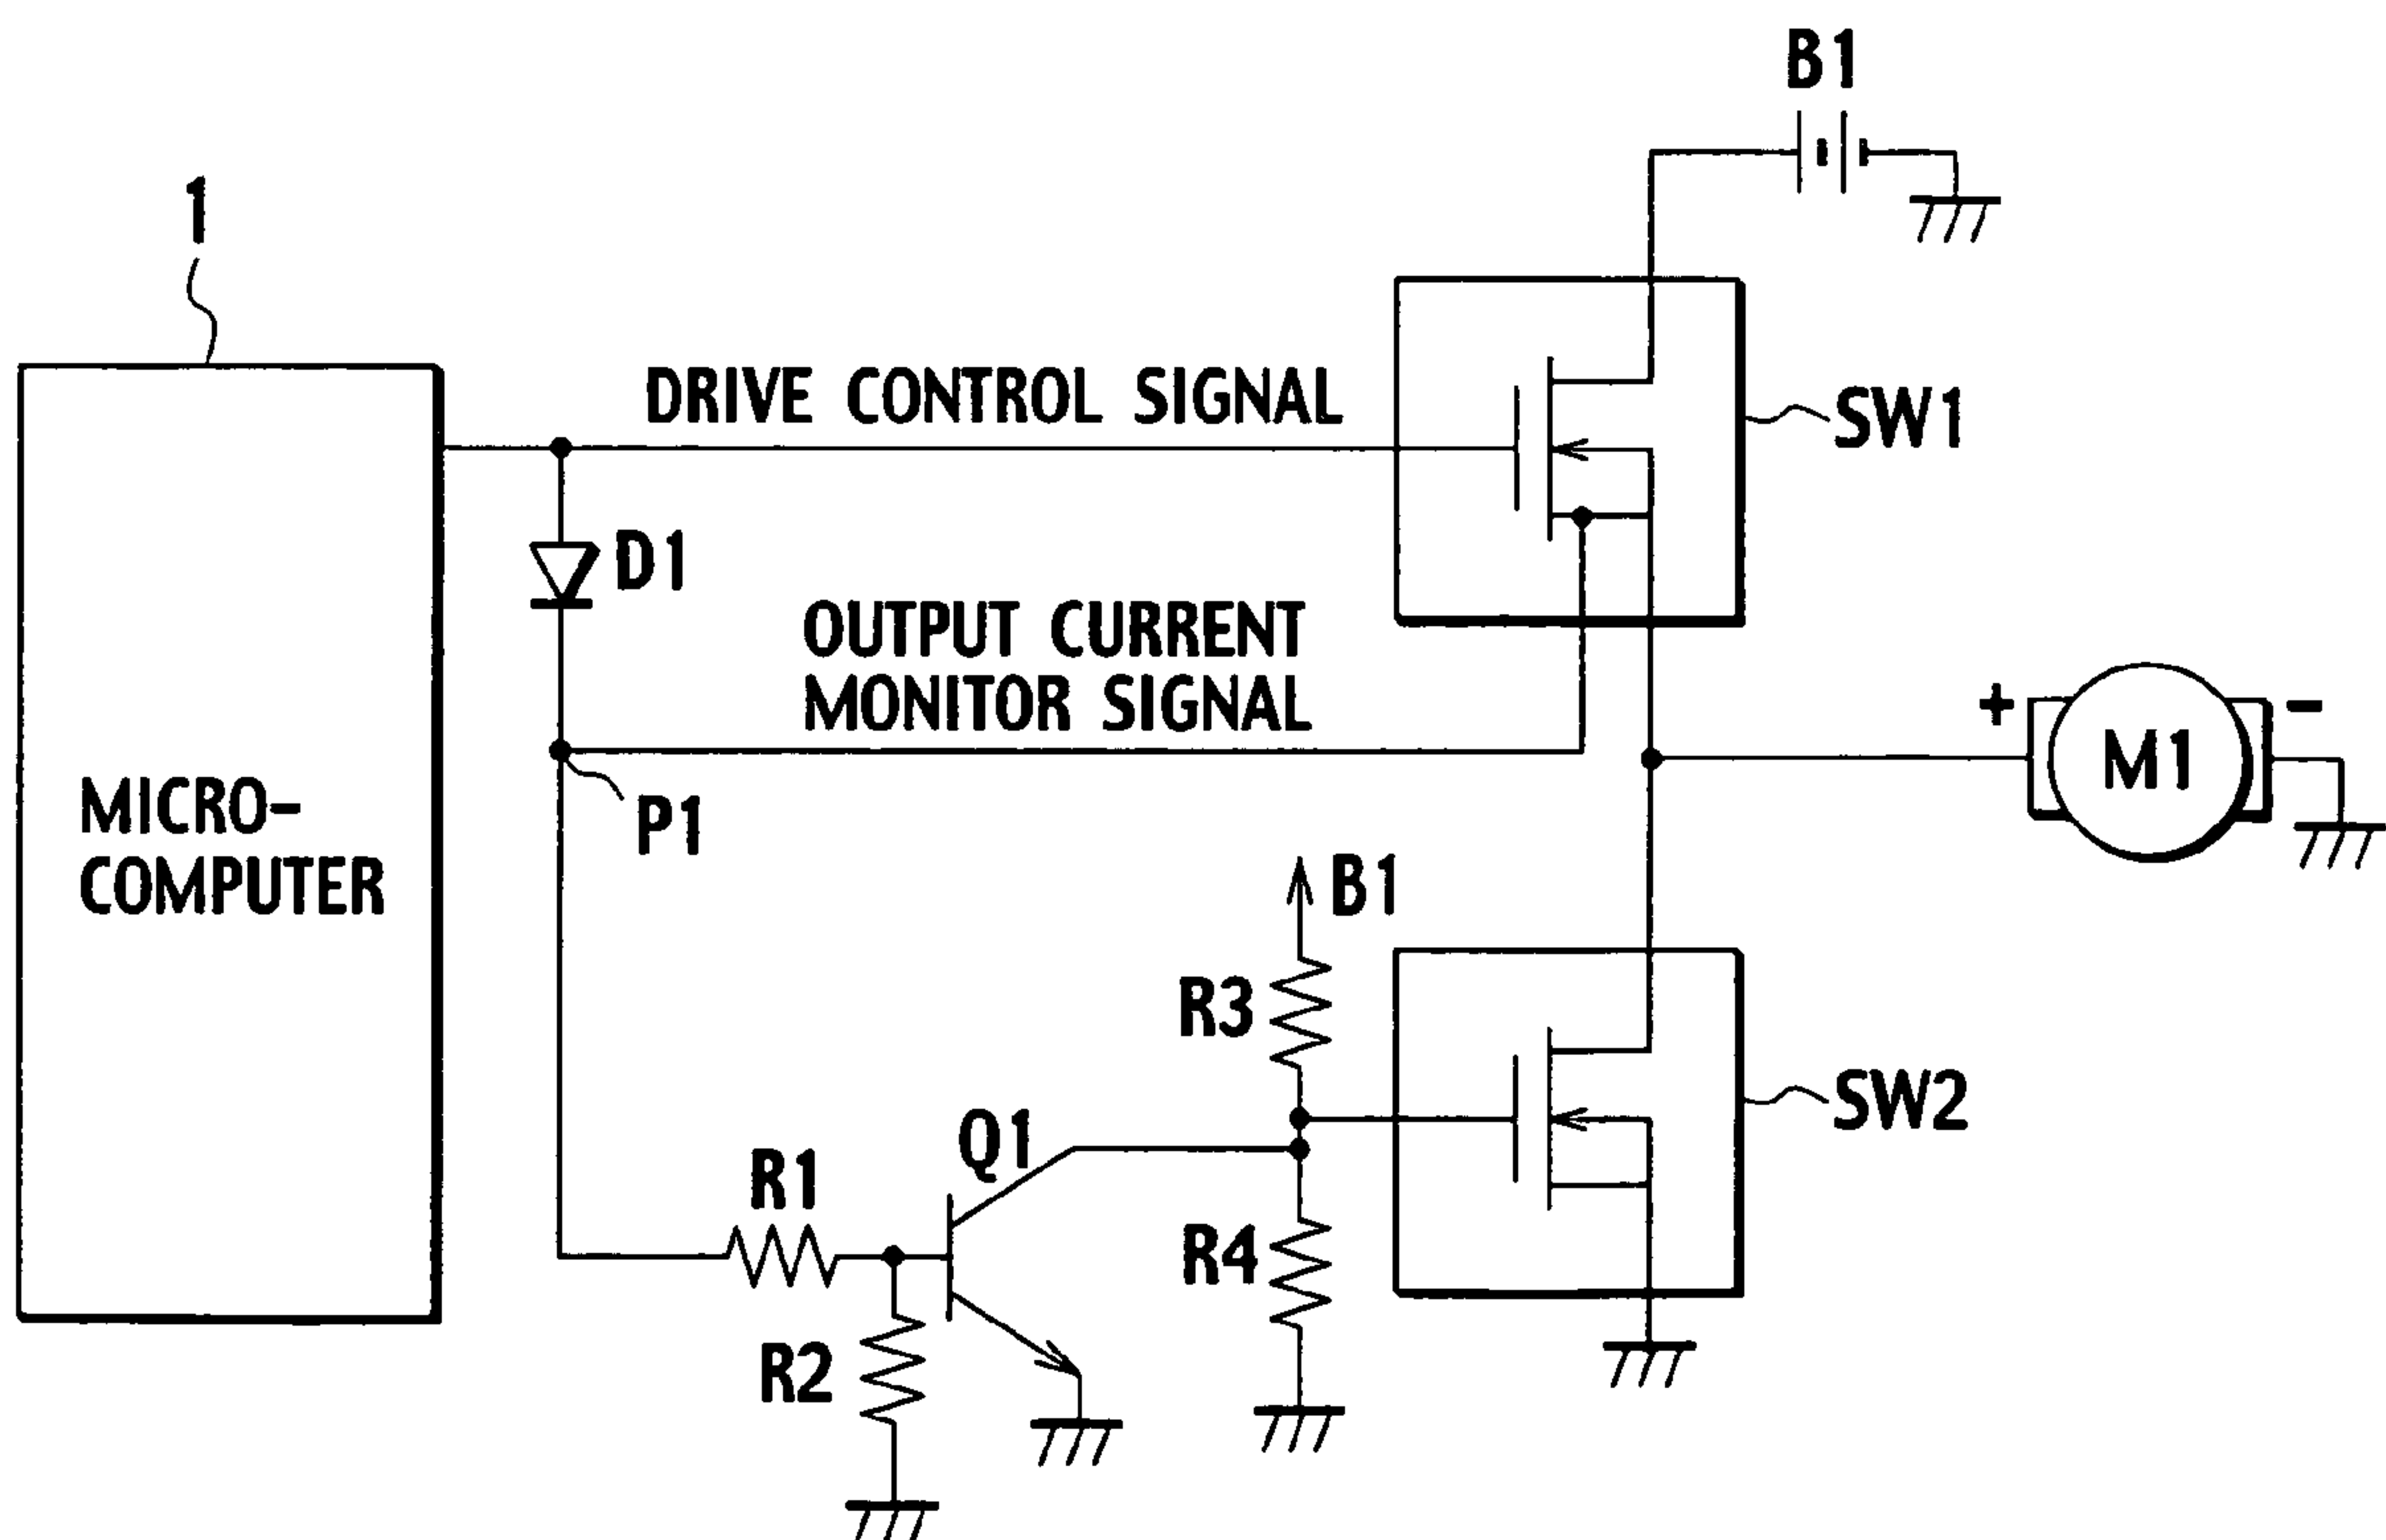 B1
1
DRIVE CONTROL SIGNAL
SW1
D1
OUTPUT CURRENT
MONITOR SIGNAL
+
-
M1
MICRO-
COMPUTER
P1
B1
R3
SW2
Q1
R1
R4
R2